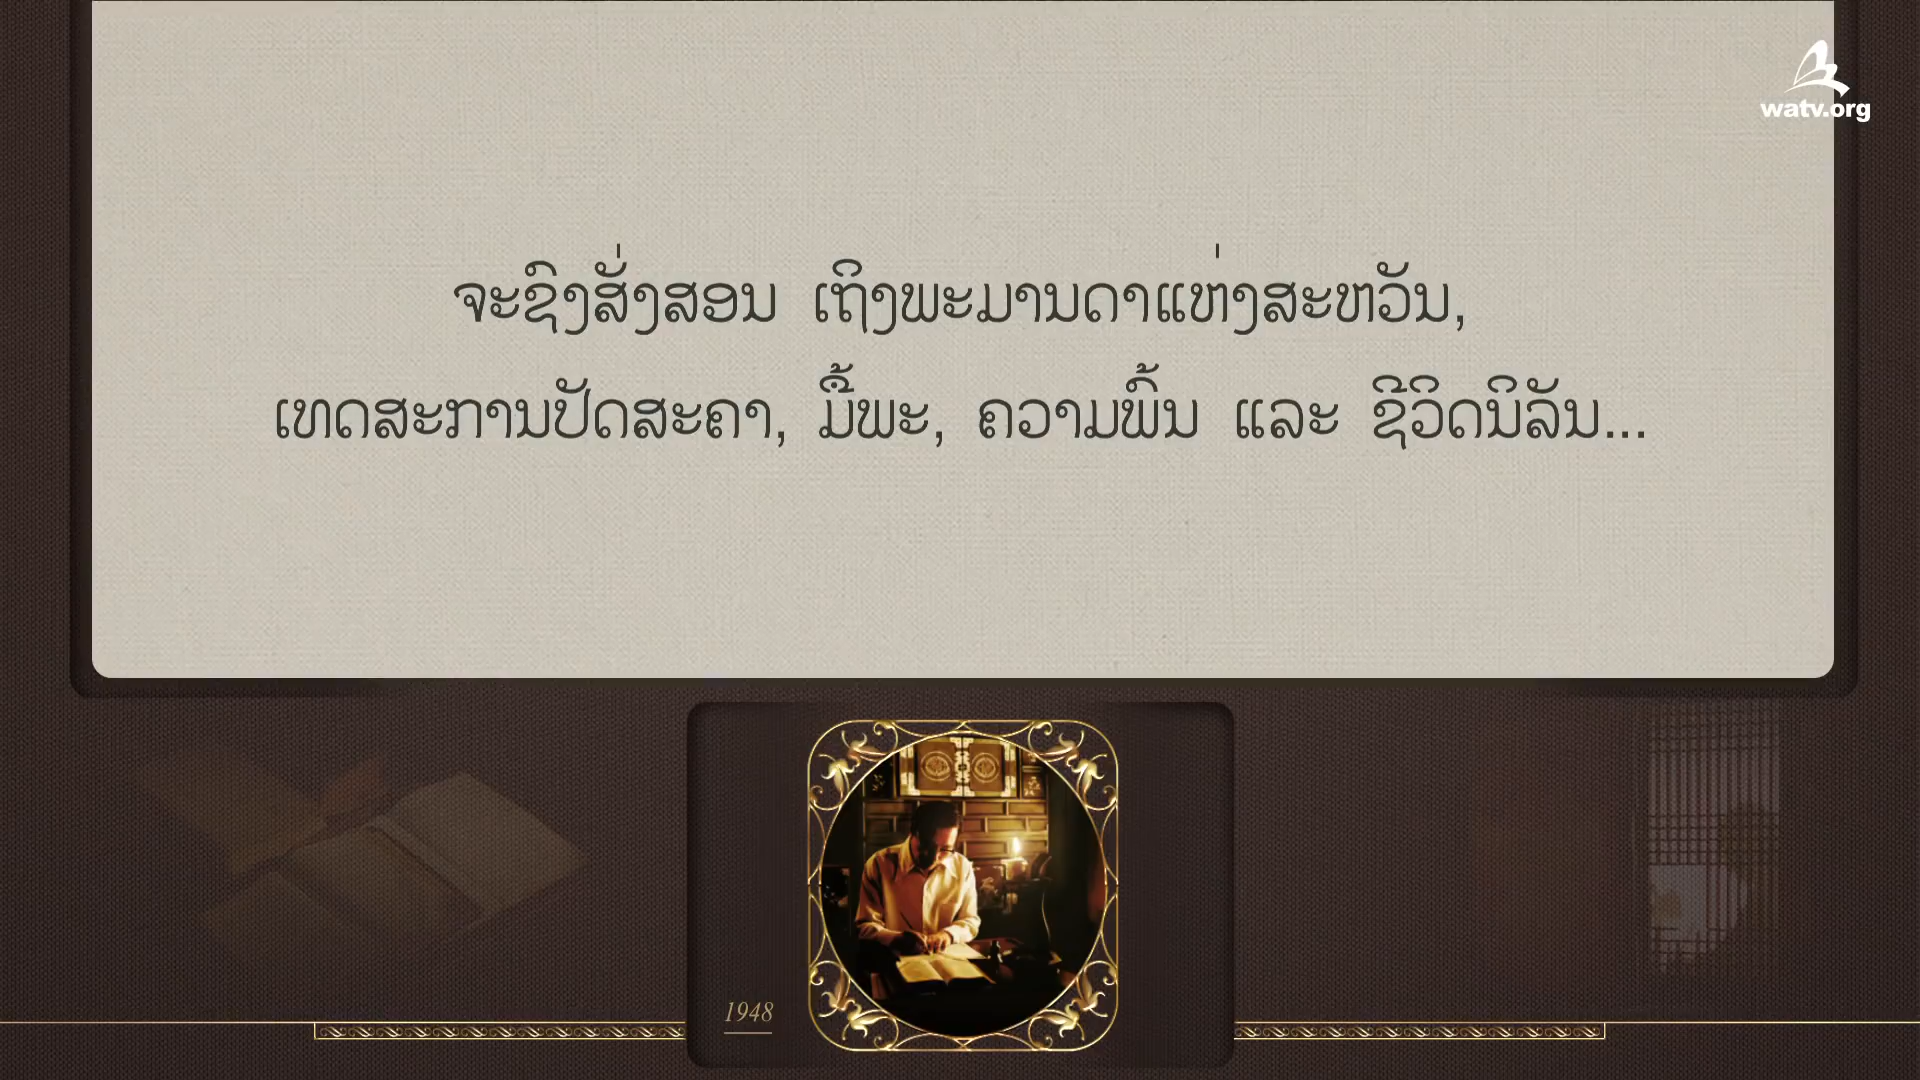 watv.org
ຈະຊົງສັ່ງສອນ ເຖິງພະມານດາແຫ່ງສະຫວັນ,
ເທດສະການປັດສະຄາ, ມື້ພະ, ຄວາມພົ້ນ ແລະ ຊີວິດນິລັນ...
1948